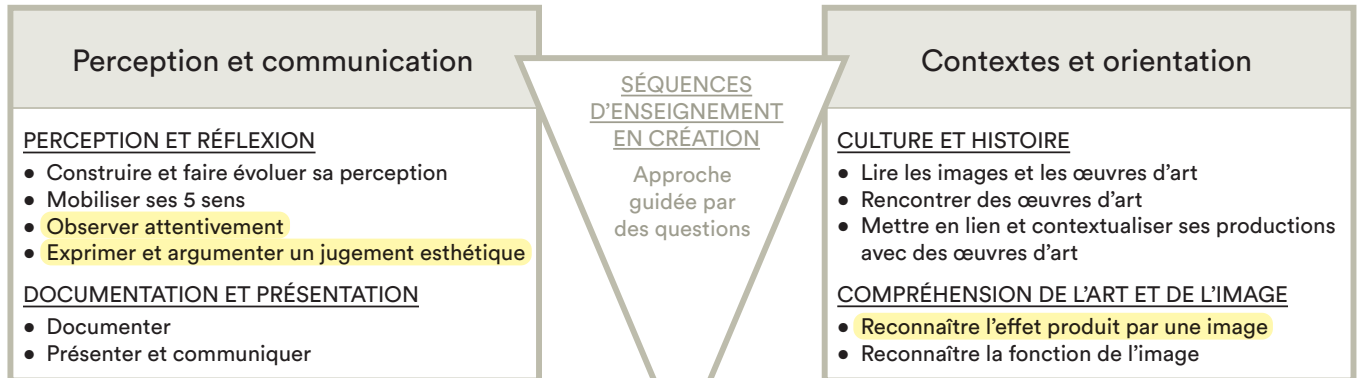 Perception et communication
PERCEPTION ET RÉFLEXION
• Construire et faire évoluer sa perception
• Mobiliser ses 5 sens
• Observer attentivement
• Exprimer et argumenter un jugement esthétique
DOCUMENTATION ET PRÉSENTATION
• Documenter
• Présenter et communiquer
SÉQUENCES
D'ENSEIGNEMENT
EN CRÉATION
Approche
guidée par
des questions
Contextes et orientation
CULTURE ET HISTOIRE
• Lire les images et les œuvres d'art
• Rencontrer des œuvres d'art
• Mettre en lien et contextualiser ses productions
avec des œuvres d'art
COMPRÉHENSION DE L'ART ET DE L'IMAGE
• Reconnaître l'effet produit par une image
• Reconnaître la fonction de l'image